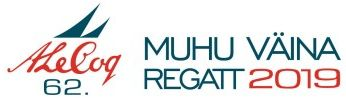 A. Le Coq
62.
MUHU VÄINA
REGATT 2019